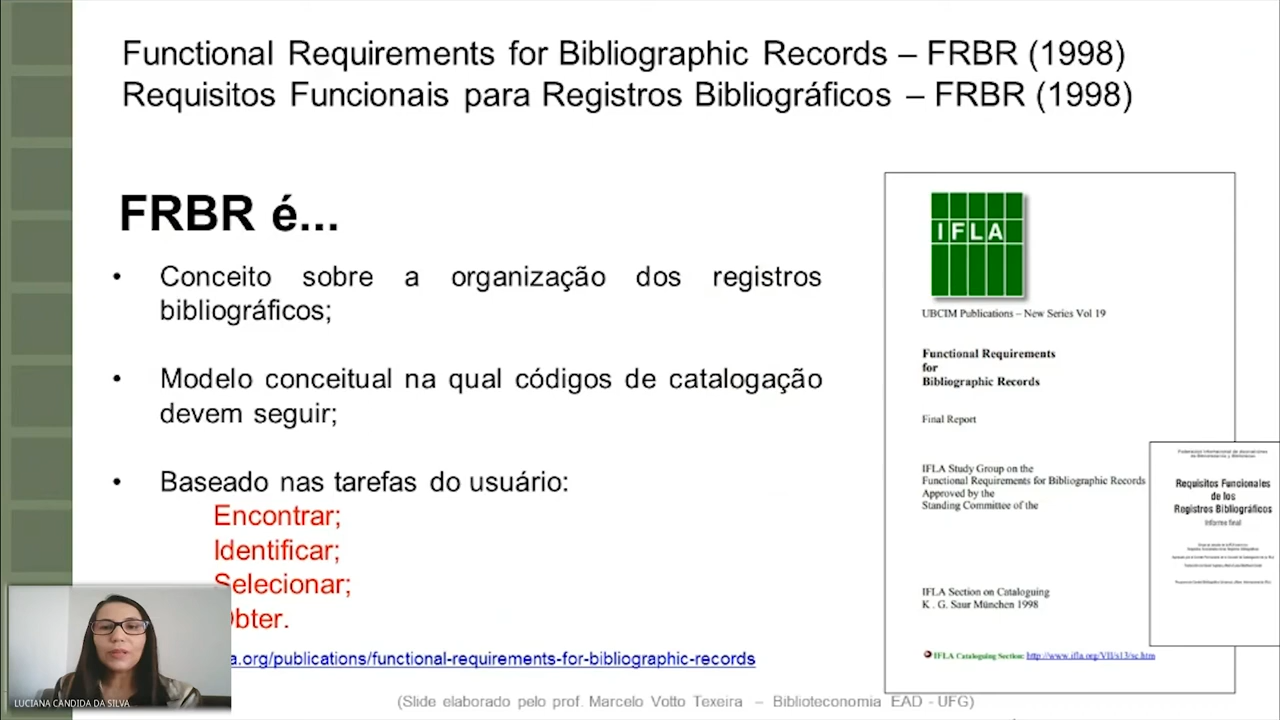 Functional Requirements for Bibliographic Records – FRBR (1998)
Requisitos Funcionais para Registros Bibliográficos – FRBR (1998)
FRBR é...
• Conceito sobre a organização dos registros
bibliográficos;
• Modelo conceitual na qual códigos de catalogação
devem seguir;
• Baseado nas tarefas do usuário:
Encontrar;
Identificar;
Selecionar;
Obter.
a.org/publications/functional-requirements-for-bibliographic-records
(Slide elaborado pelo prof. Marcelo Votto Texeira – Biblioteconomia EAD - UFG)
LUCIANA CANDIDA DA SILVA
IFLA
UBCIM Publications – New Series Vol 19
Functional Requirements
for
Bibliographic Records
Final Report
IFLA Study Group on the
Functional Requirements for Bibliographic Records
Approved by the
Standing Committee of the
IFLA Section on Cataloguing
K . G. Saur München 1998
IFLA Cataloguing Section: http://www.ifla.org/VII/s13/sc.htm
Requisitos Funcionales
de los
Registros Bibliográficos
Informe final